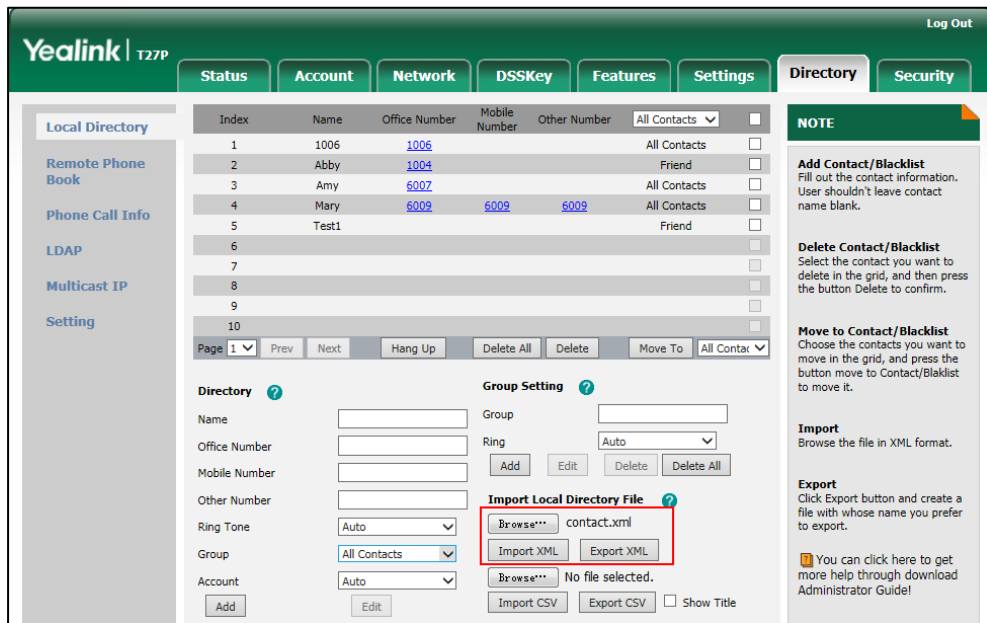 Log Out
Yealink | T27P
Status Account Network DSSKey Features Settings Directory Security
Local Directory
Remote Phone
Book
Phone Call Info
LDAP
Multicast IP
Setting
Index Name Office Number Mobile Number Other Number All Contacts
1 1006 1006 All Contacts
2 Abby 1004 Friend
3 Amy 6007 All Contacts
4 Mary 6009 6009 6009 All Contacts
5 Test1 Friend
6
7
8
9
10
Page 1 Prev Next Hang Up Delete All Delete Move To All Contac
Directory
Name
Office Number
Mobile Number
Other Number
Ring Tone Auto
Group All Contacts
Account Auto
Add Edit
Group Setting
Group
Ring Auto
Add Edit Delete Delete All
Import Local Directory File
Browse··· contact.xml
Import XML Export XML
Browse··· No file selected.
Import CSV Export CSV Show Title
NOTE
Add Contact/Blacklist
Fill out the contact information.
User shouldn't leave contact
name blank.
Delete Contact/Blacklist
Select the contact you want to
delete in the grid, and then press
the button Delete to confirm.
Move to Contact/Blacklist
Choose the contacts you want to
move in the grid, and press the
button move to Contact/Blaklist
to move it.
Import
Browse the file in XML format.
Export
Click Export button and create a
file with whose name you prefer
to export.
You can click here to get
more help through download
Administrator Guide!